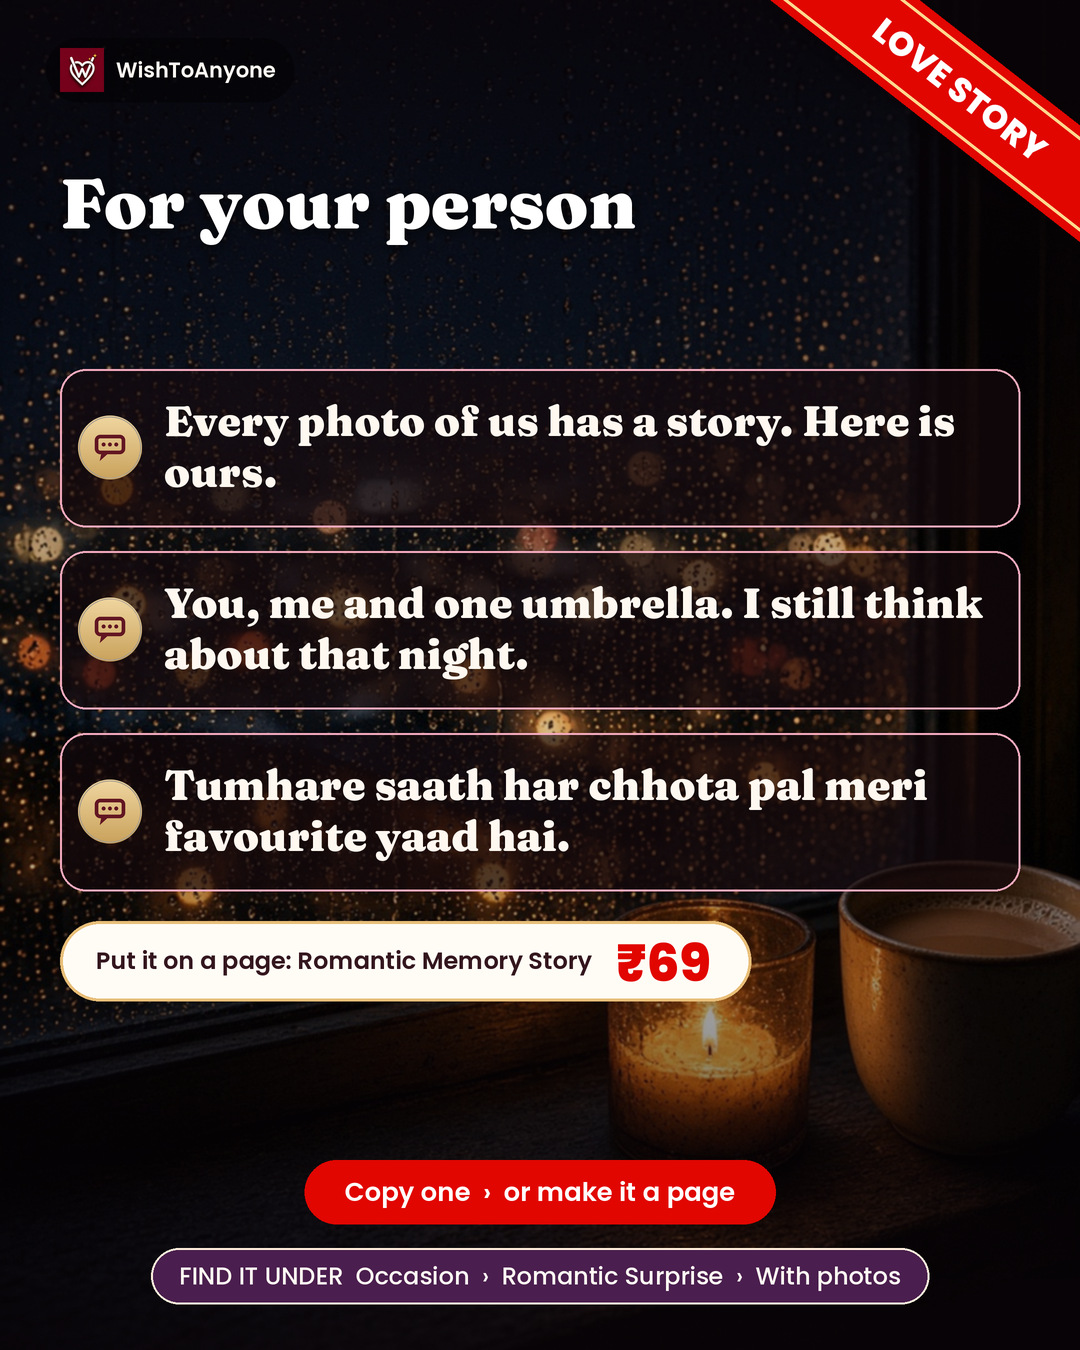 WishToAnyone
LOVE STORY
For your person
Every photo of us has a story. Here is
ours.
You, me and one umbrella. I still think
about that night.
Tumhare saath har chhota pal meri
favourite yaad hai.
Put it on a page: Romantic Memory Story ₹69
Copy one › or make it a page
FIND IT UNDER Occasion › Romantic Surprise › With photos